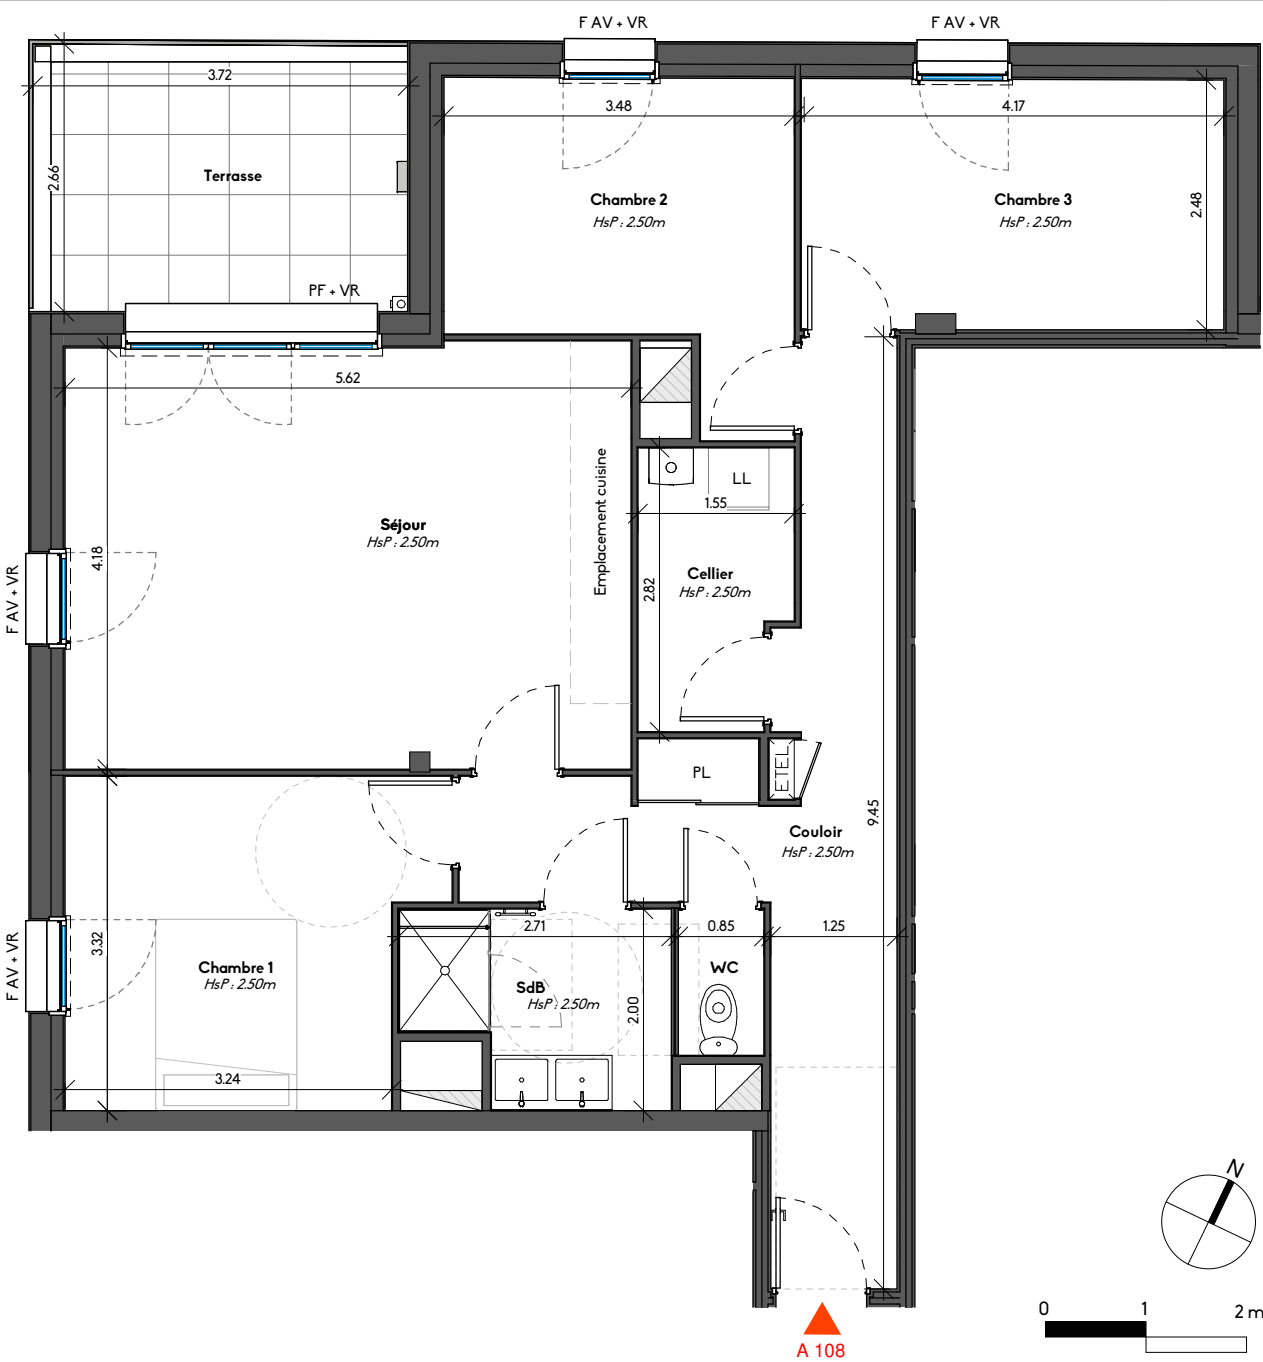 F AV + VR
F AV + VR
3.72
3.48
4.17
2.66
Terrasse
Chambre 2
HsP : 2.50m
Chambre 3
HsP : 2.50m
2.48
PF + VR
5.62
Emplacement cuisine
LL
1.55
Séjour
HsP : 2.50m
4.18
F AV + VR
Cellier
HsP : 2.50m
2.82
PL
ETEL
9.45
Couloir
HsP : 2.50m
2.71
0.85
1.25
F AV + VR
3.32
Chambre 1
HsP : 2.50m
SdB
HsP : 2.50m
WC
2.00
3.24
N
0
1
2 m
A 108